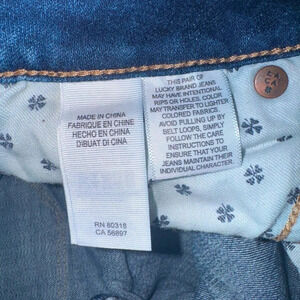 MADE IN CHINA
FABRIQUE EN CHINE
HECHO EN CHINA
DIBUAT DI CINA
RN 80318
CA 56897
THIS PAIR OF
LUCKY BRAND JEANS
MAY HAVE INTENTIONAL
RIPS OR HOLES. COLOR
MAY TRANSFER TO LIGHTER
COLORED FABRICS.
AVOID PULLING UP BY
BELT LOOPS, SIMPLY
FOLLOW THE CARE
INSTRUCTIONS TO
ENSURE THAT YOUR
JEANS MAINTAIN THEIR
INDIVIDUAL CHARACTER.